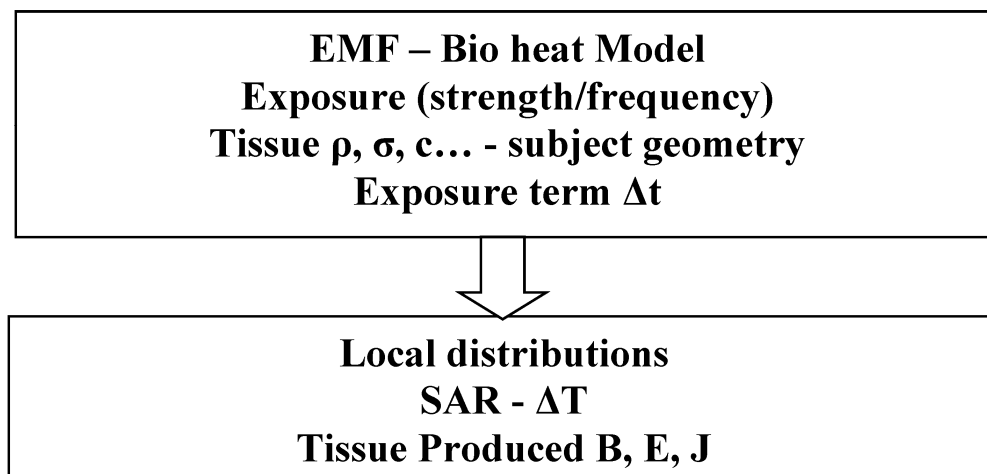 EMF – Bio heat Model
Exposure (strength/frequency)
Tissue ρ, σ, c… - subject geometry
Exposure term Δt
Local distributions
SAR - ΔT
Tissue Produced B, E, J